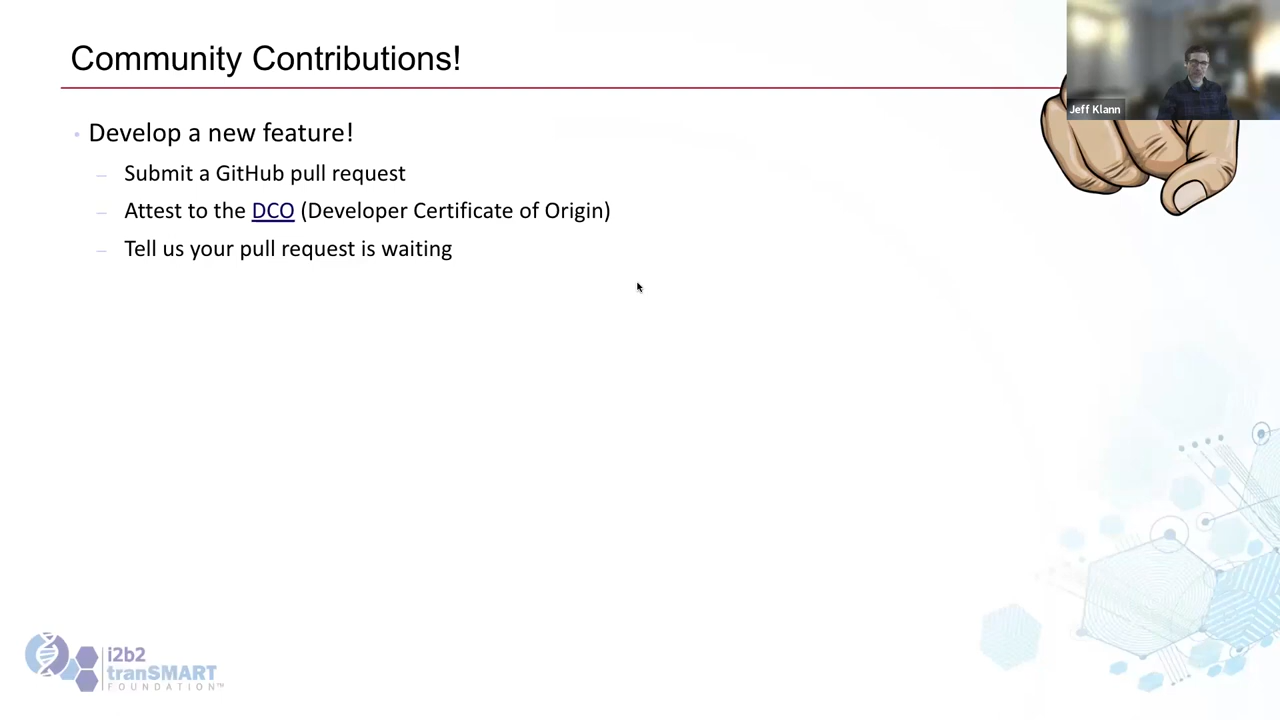 Community Contributions!
Jeff Klann
• Develop a new feature!
– Submit a GitHub pull request
– Attest to the DCO (Developer Certificate of Origin)
– Tell us your pull request is waiting
i2b2
tranSMART
FOUNDATION™